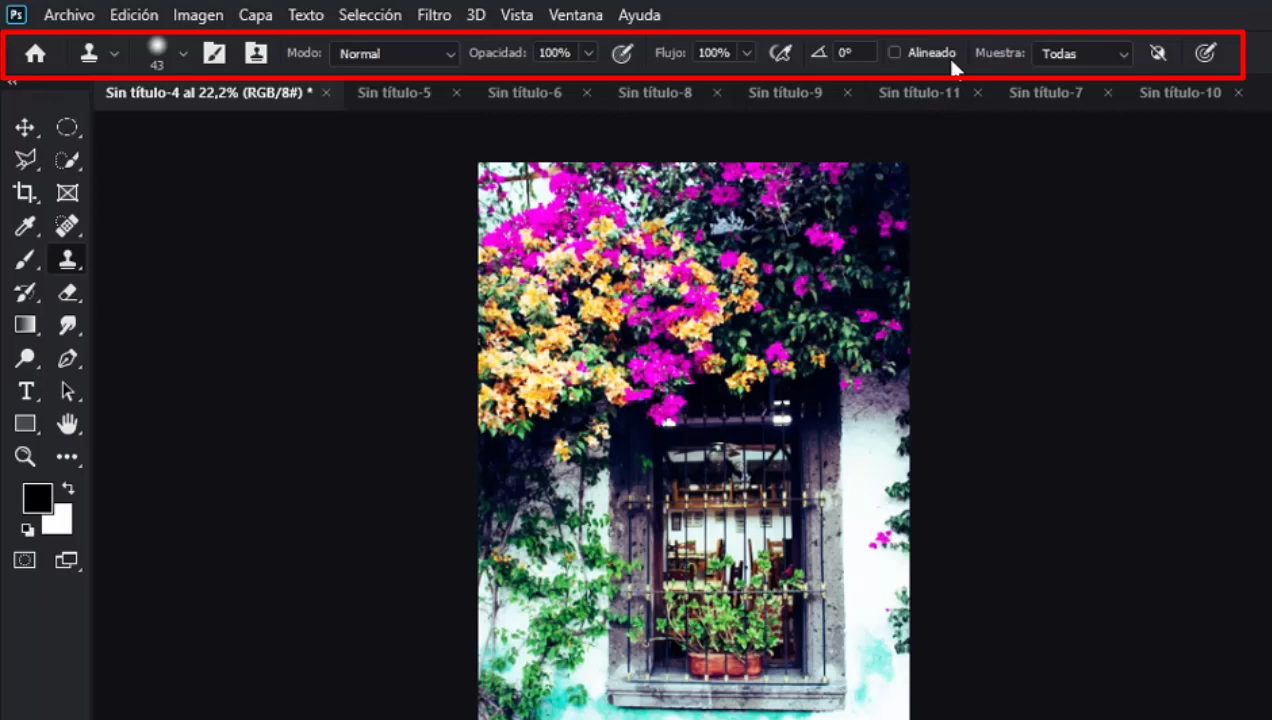 Ps Archivo Edición Imagen Capa Texto Selección Filtro 3D Vista Ventana Ayuda
43 Modo: Normal Opacidad: 100% Flujo: 100% 0° Alineado Muestra: Todas
Sin título-4 al 22,2% (RGB/8#) * × Sin título-5 × Sin título-6 × Sin título-8 × Sin título-9 × Sin título-11 × Sin título-7 × Sin título-10 ×
T